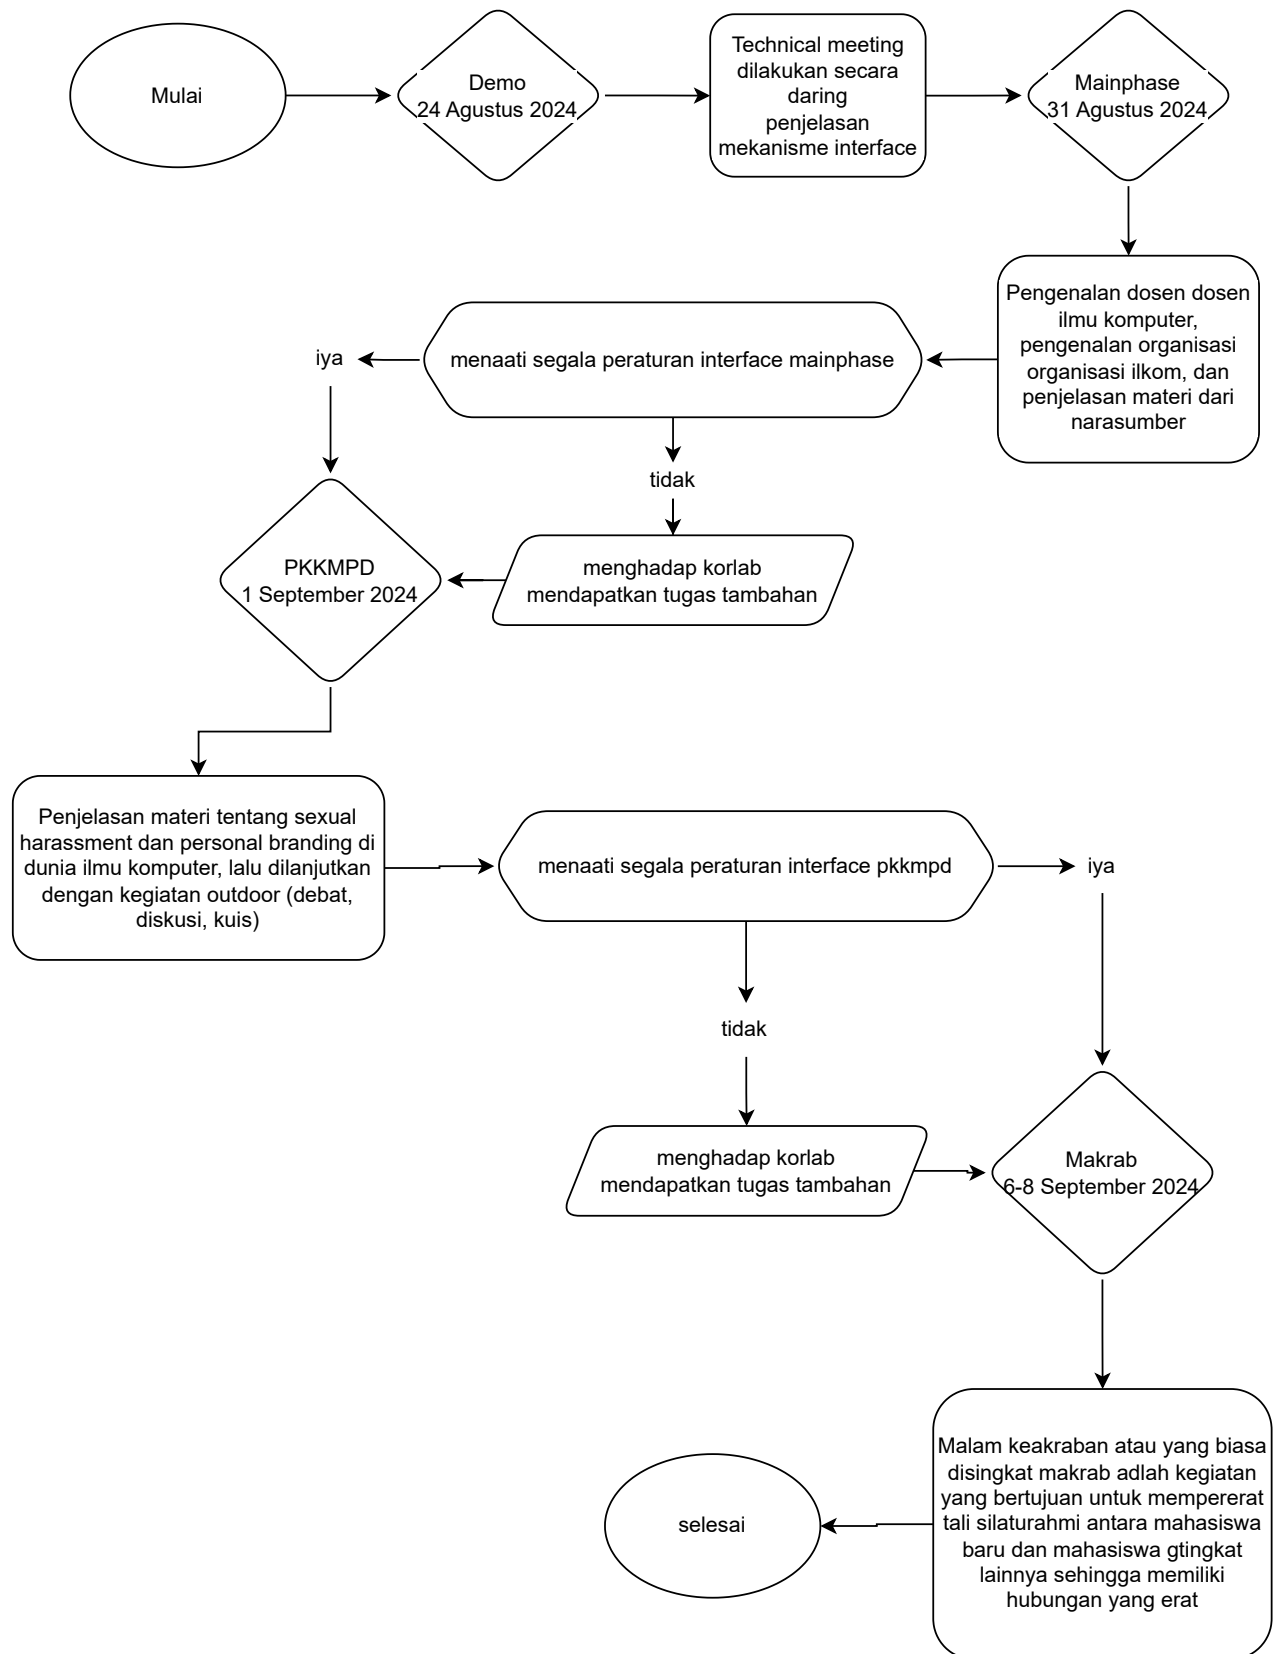 Mulai
Demo
24 Agustus 2024
Technical meeting
dilakukan secara
daring
penjelasan
mekanisme interface
Mainphase
31 Agustus 2024
Pengenalan dosen dosen
ilmu komputer,
pengenalan organisasi
organisasi ilkom, dan
penjelasan materi dari
narasumber
menaati segala peraturan interface mainphase
iya
tidak
menghadap korlab
mendapatkan tugas tambahan
PKKMPD
1 September 2024
Penjelasan materi tentang sexual
harassment dan personal branding di
dunia ilmu komputer, lalu dilanjutkan
dengan kegiatan outdoor (debat,
diskusi, kuis)
menaati segala peraturan interface pkkmpd
iya
tidak
menghadap korlab
mendapatkan tugas tambahan
Makrab
6-8 September 2024
Malam keakraban atau yang biasa
disingkat makrab adlah kegiatan
yang bertujuan untuk mempererat
tali silaturahmi antara mahasiswa
baru dan mahasiswa gtingkat
lainnya sehingga memiliki
hubungan yang erat
selesai